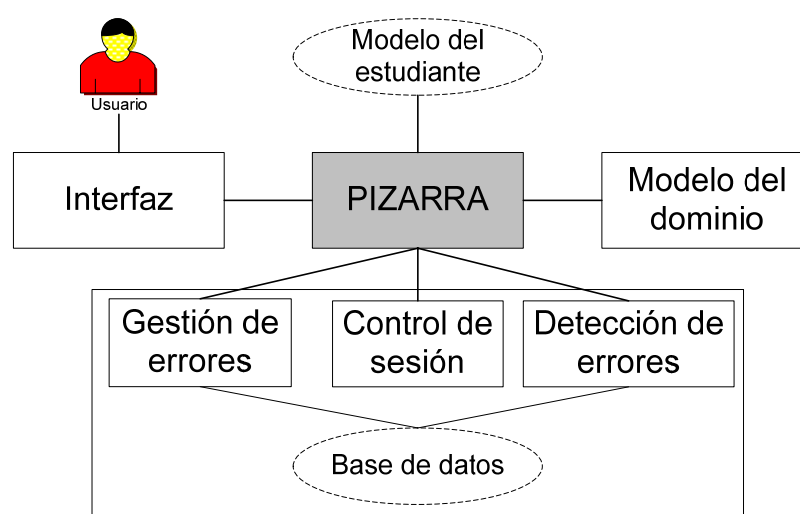 Modelo del
estudiante
Usuario
Interfaz
PIZARRA
Modelo del
dominio
Gestión de
errores
Control de
sesión
Detección de
errores
Base de datos